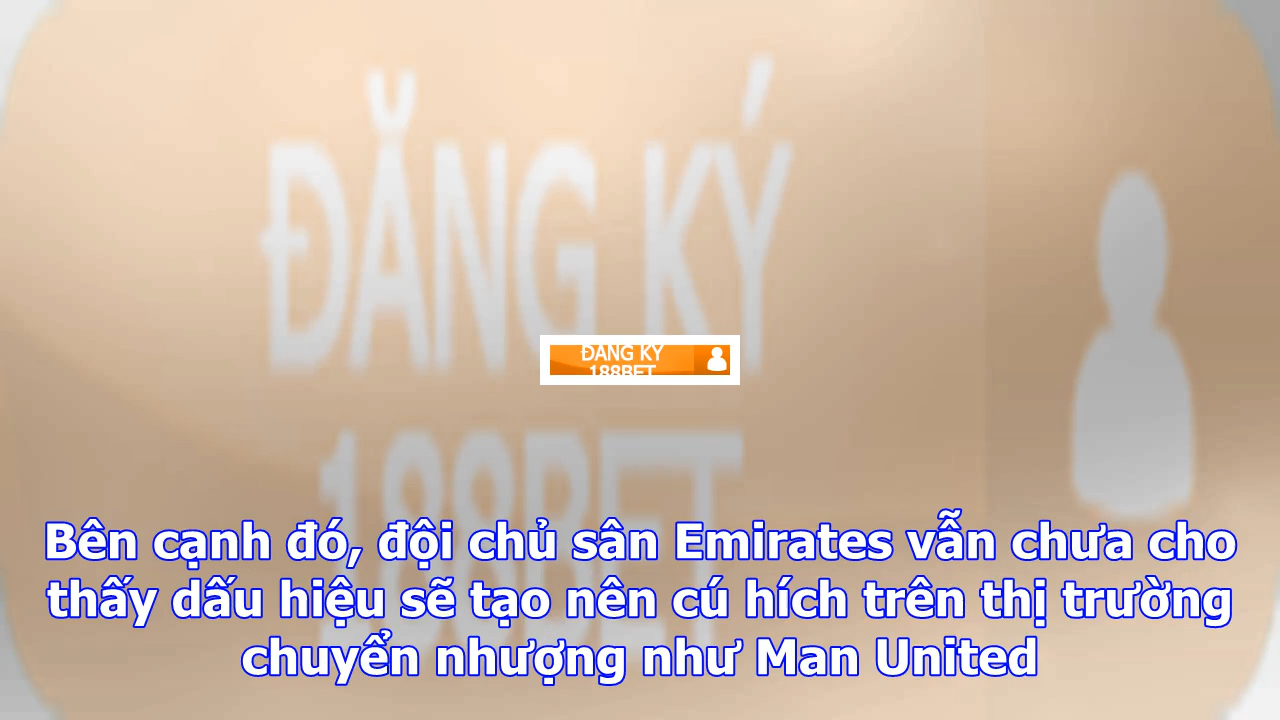 ĐĂNG KÝ
188BET
ĐĂNG KÝ
188BET
Bên cạnh đó, đội chủ sân Emirates vẫn chưa cho
thấy dấu hiệu sẽ tạo nên cú hích trên thị trường
chuyển nhượng như Man United